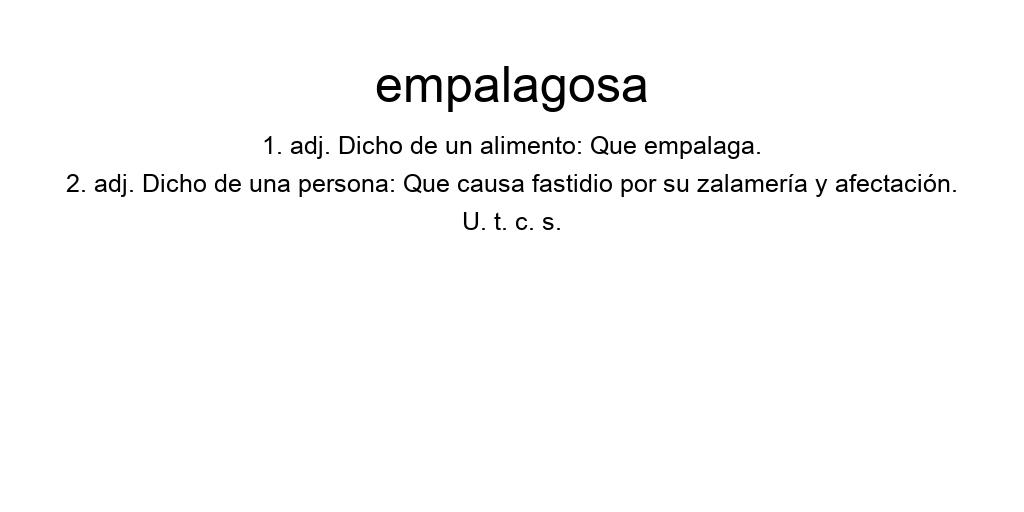 empalagosa
1. adj. Dicho de un alimento: Que empalaga.
2. adj. Dicho de una persona: Que causa fastidio por su zalamería y afectación.
U. t. c. s.